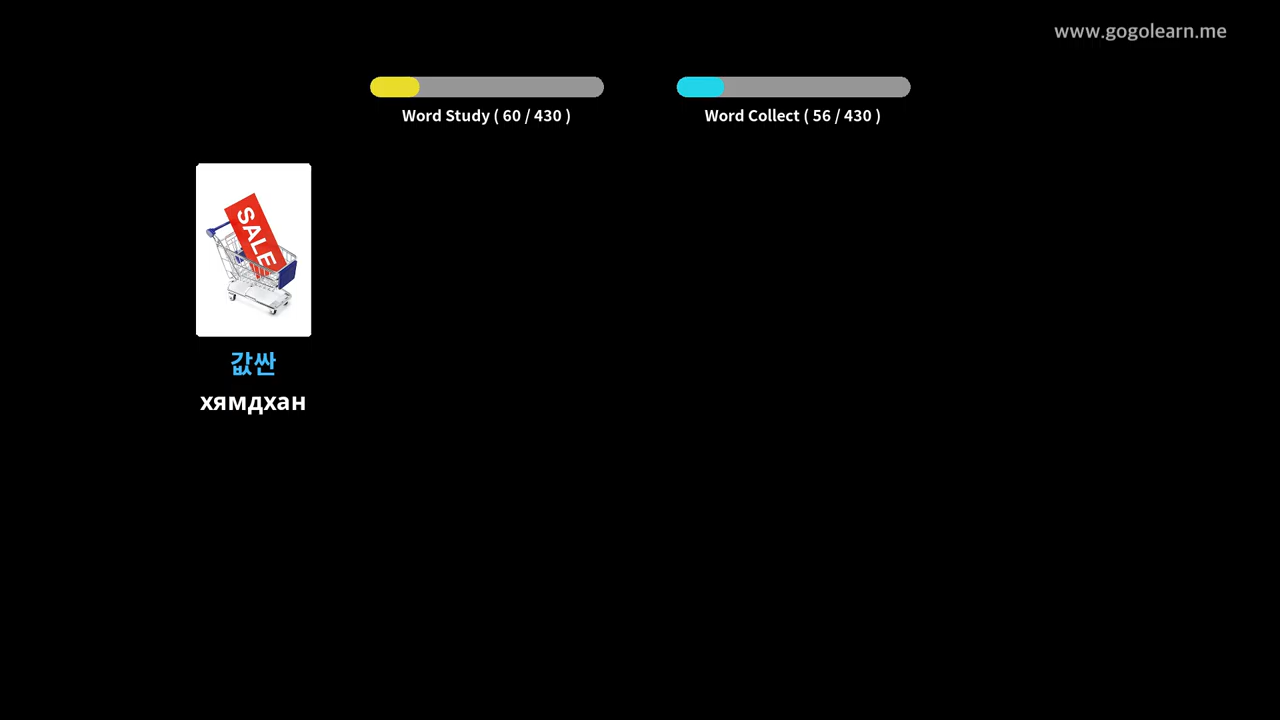 www.gogolearn.me
Word Study ( 60 / 430 )
Word Collect ( 56 / 430 )
SALE
값싼
хямдхан